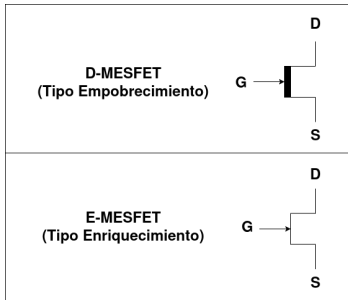 D
D-MESFET
(Tipo Empobrecimiento)
G
S
D
E-MESFET
(Tipo Enriquecimiento)
G
S